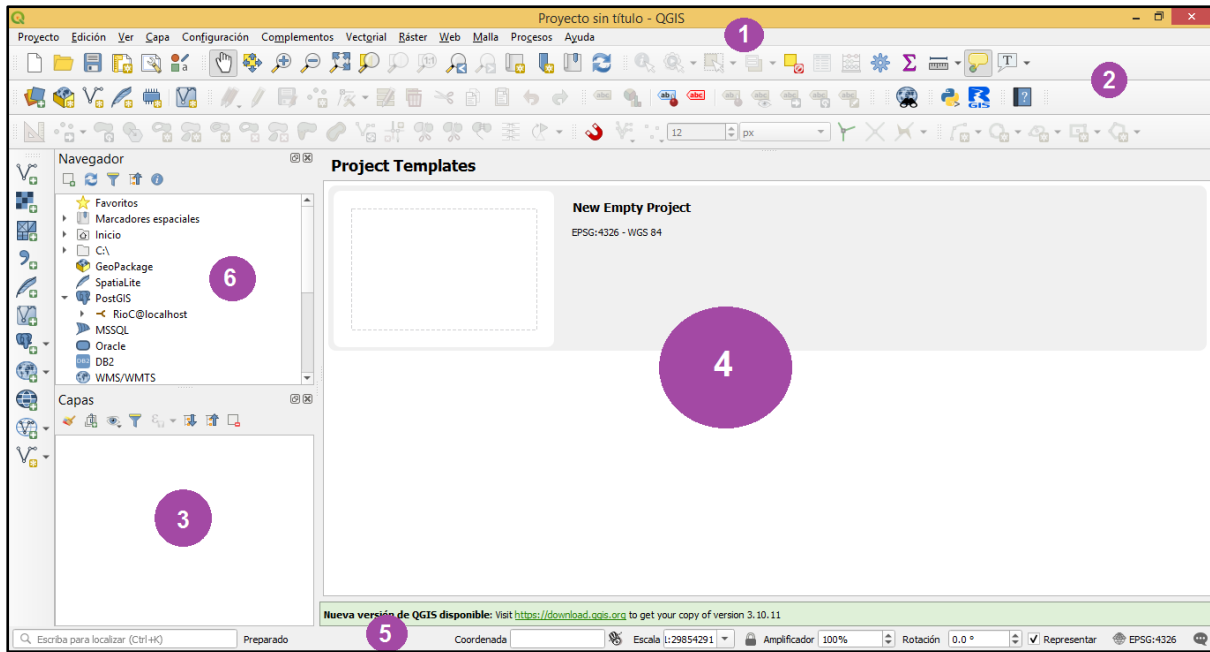 Proyecto sin título - QGIS
Proyecto Edición Ver Capa Configuración Complementos Vectorial Ráster Web Malla Procesos Ayuda
1
2
12 px
Navegador
Project Templates
Favoritos
Marcadores espaciales
Inicio
C:\
GeoPackage
SpatiaLite
PostGIS
RioC@localhost
MSSQL
Oracle
DB2
WMS/WMTS
6
New Empty Project
EPSG:4326 - WGS 84
4
Capas
3
Nueva versión de QGIS disponible: Visit https://download.qgis.org to get your copy of version 3.10.11
5
Escriba para localizar (Ctrl+K) Preparado Coordenada Escala 1:29854291 Amplificador 100% Rotación 0.0 ° Representar EPSG:4326